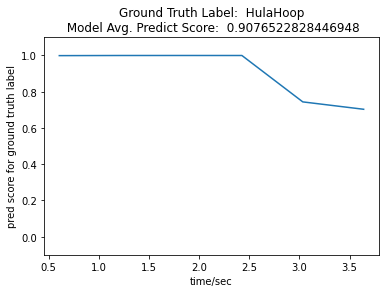 Ground Truth Label:  HulaHoop
Model Avg. Predict Score:  0.9076522828446948
pred score for ground truth label
1.0
0.8
0.6
0.4
0.2
0.0
0.5 1.0 1.5 2.0 2.5 3.0 3.5
time/sec